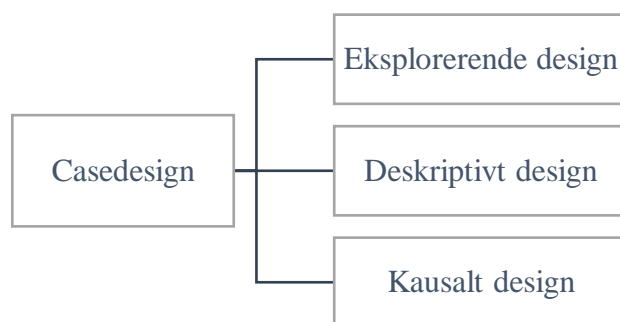 Casedesign
Eksplorerende design
Deskriptivt design
Kausalt design